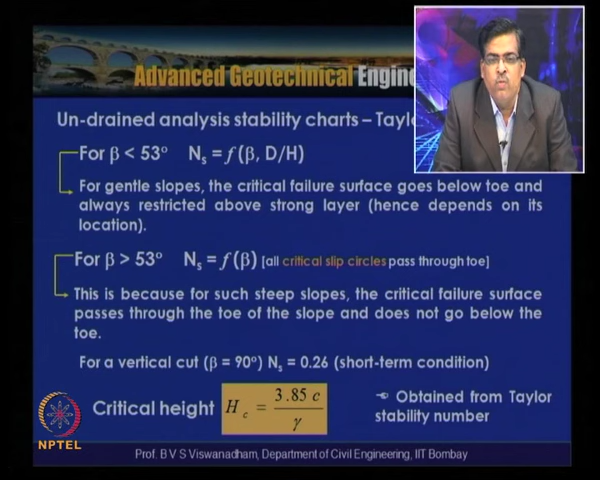 Advanced Geotechnical Engine
Un-drained analysis stability charts – Taylo
For β < 53° Nₛ = f (β, D/H)
For gentle slopes, the critical failure surface goes below toe and
always restricted above strong layer (hence depends on its
location).
For β > 53° Nₛ = f (β) [all critical slip circles pass through toe]
This is because for such steep slopes, the critical failure surface
passes through the toe of the slope and does not go below the
toe.
For a vertical cut (β = 90°) Nₛ = 0.26 (short-term condition)
Critical height H_c = 3.85 c / γ
☜ Obtained from Taylor
stability number
NPTEL
Prof. B V S Viswanadham, Department of Civil Engineering, IIT Bombay